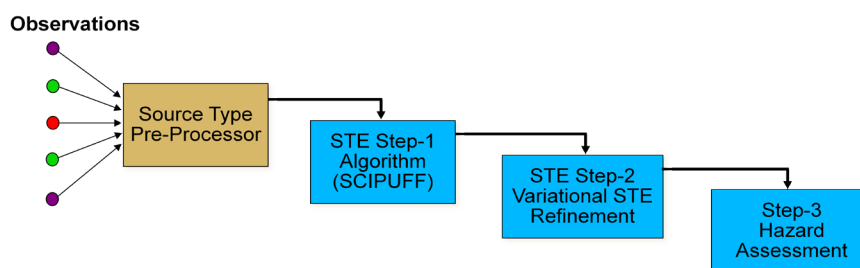 Observations
Source Type
Pre-Processor
STE Step-1
Algorithm
(SCIPUFF)
STE Step-2
Variational STE
Refinement
Step-3
Hazard
Assessment